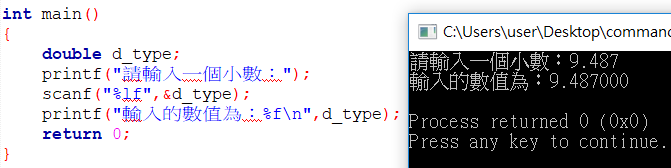 int main()
{
double d_type;
printf("請輸入一個小數：");
scanf("%lf",&d_type);
printf("輸入的數值為：%f\n",d_type);
return 0;
}
C:\Users\user\Desktop\command
請輸入一個小數：9.487
輸入的數值為：9.487000
Process returned 0 (0x0)
Press any key to continue.